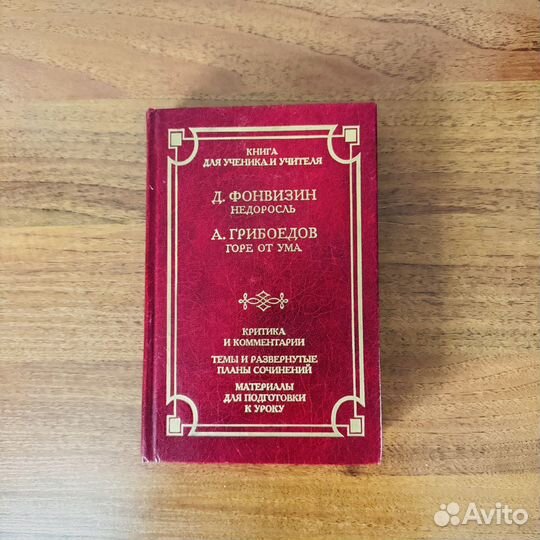 КНИГА
ДЛЯ УЧЕНИКА И УЧИТЕЛЯ
Д. ФОНВИЗИН
НЕДОРОСЛЬ
А. ГРИБОЕДОВ
ГОРЕ ОТ УМА
КРИТИКА
И КОММЕНТАРИИ
ТЕМЫ И РАЗВЕРНУТЫЕ
ПЛАНЫ СОЧИНЕНИЙ
МАТЕРИАЛЫ
ДЛЯ ПОДГОТОВКИ
К УРОКУ
Avito